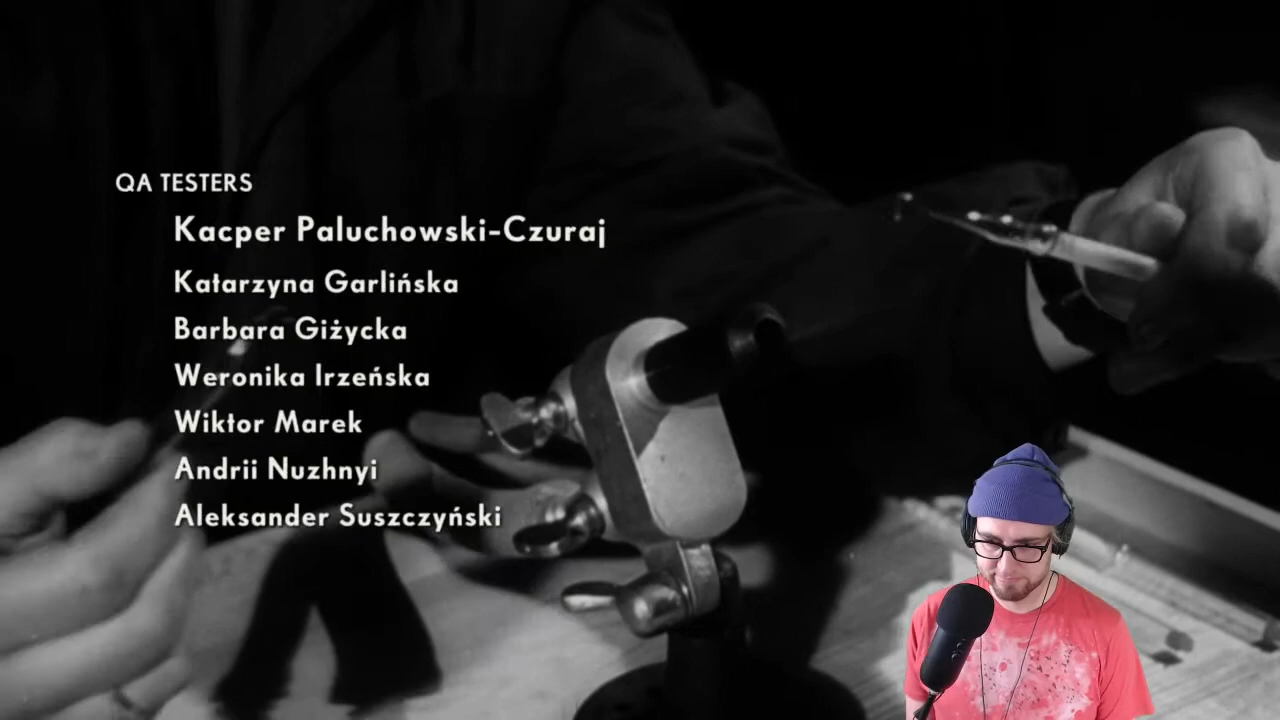 QA TESTERS
Kacper Paluchowski-Czuraj
Katarzyna Garlińska
Barbara Giżycka
Weronika Irzeńska
Wiktor Marek
Andrii Nuzhnyi
Aleksander Suszczyński